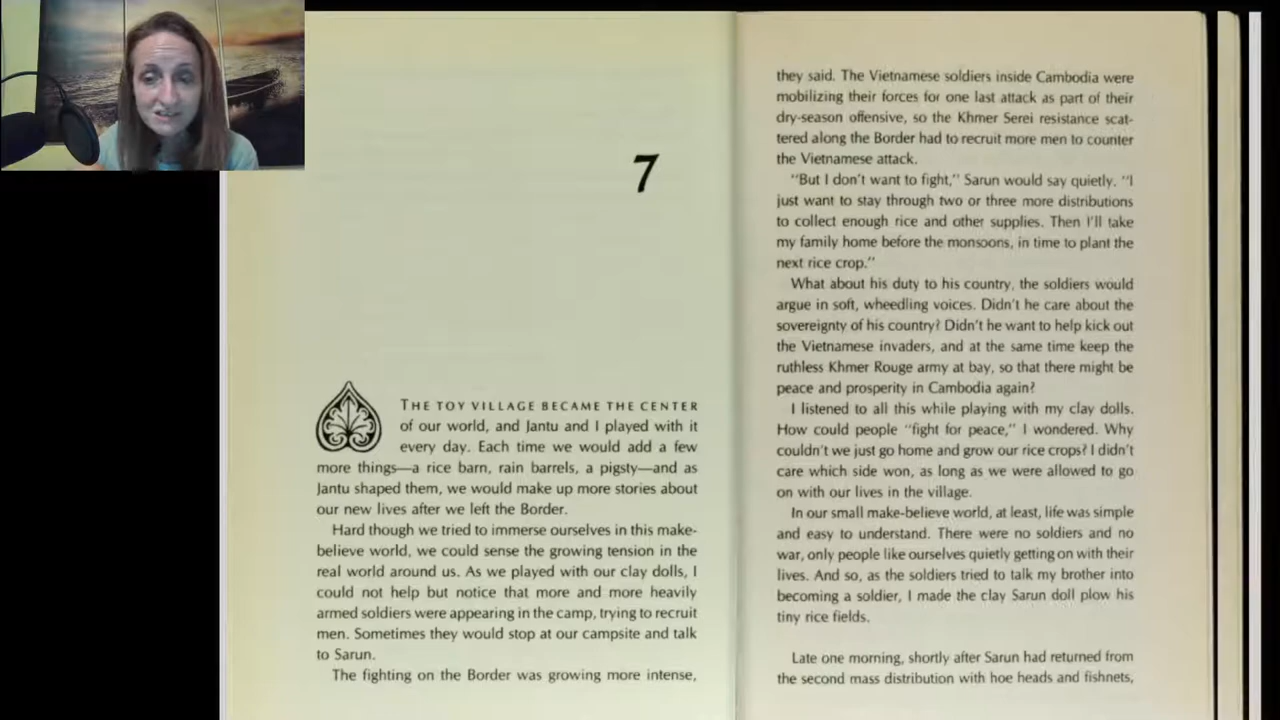 7
THE TOY VILLAGE BECAME THE CENTER
of our world, and Jantu and I played with it
every day. Each time we would add a few
more things—a rice barn, rain barrels, a pigsty—and as
Jantu shaped them, we would make up more stories about
our new lives after we left the Border.
Hard though we tried to immerse ourselves in this make-
believe world, we could sense the growing tension in the
real world around us. As we played with our clay dolls, I
could not help but notice that more and more heavily
armed soldiers were appearing in the camp, trying to recruit
men. Sometimes they would stop at our campsite and talk
to Sarun.
The fighting on the Border was growing more intense,
they said. The Vietnamese soldiers inside Cambodia were
mobilizing their forces for one last attack as part of their
dry-season offensive, so the Khmer Serei resistance scat-
tered along the Border had to recruit more men to counter
the Vietnamese attack.
"But I don't want to fight," Sarun would say quietly. "I
just want to stay through two or three more distributions
to collect enough rice and other supplies. Then I'll take
my family home before the monsoons, in time to plant the
next rice crop."
What about his duty to his country, the soldiers would
argue in soft, wheedling voices. Didn't he care about the
sovereignty of his country? Didn't he want to help kick out
the Vietnamese invaders, and at the same time keep the
ruthless Khmer Rouge army at bay, so that there might be
peace and prosperity in Cambodia again?
I listened to all this while playing with my clay dolls.
How could people "fight for peace," I wondered. Why
couldn't we just go home and grow our rice crops? I didn't
care which side won, as long as we were allowed to go
on with our lives in the village.
In our small make-believe world, at least, life was simple
and easy to understand. There were no soldiers and no
war, only people like ourselves quietly getting on with their
lives. And so, as the soldiers tried to talk my brother into
becoming a soldier, I made the clay Sarun doll plow his
tiny rice fields.
Late one morning, shortly after Sarun had returned from
the second mass distribution with hoe heads and fishnets,